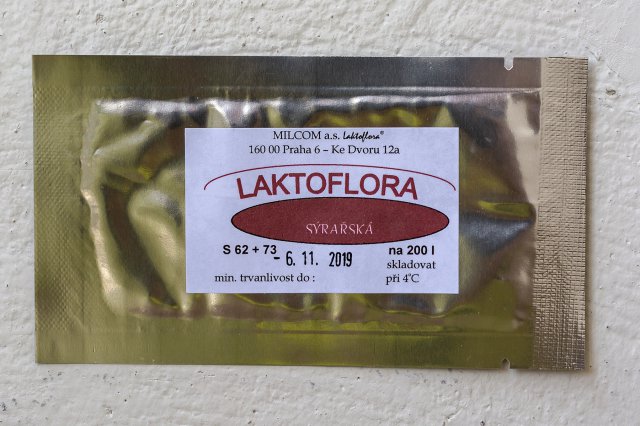 MILCOM a.s. Laktoflora®
160 00 Praha 6 – Ke Dvoru 12a
LAKTOFLORA
SÝRAŘSKÁ
S 62 + 73
- 6. 11. 2019
na 200 l
skladovat
min. trvanlivost do :
při 4°C